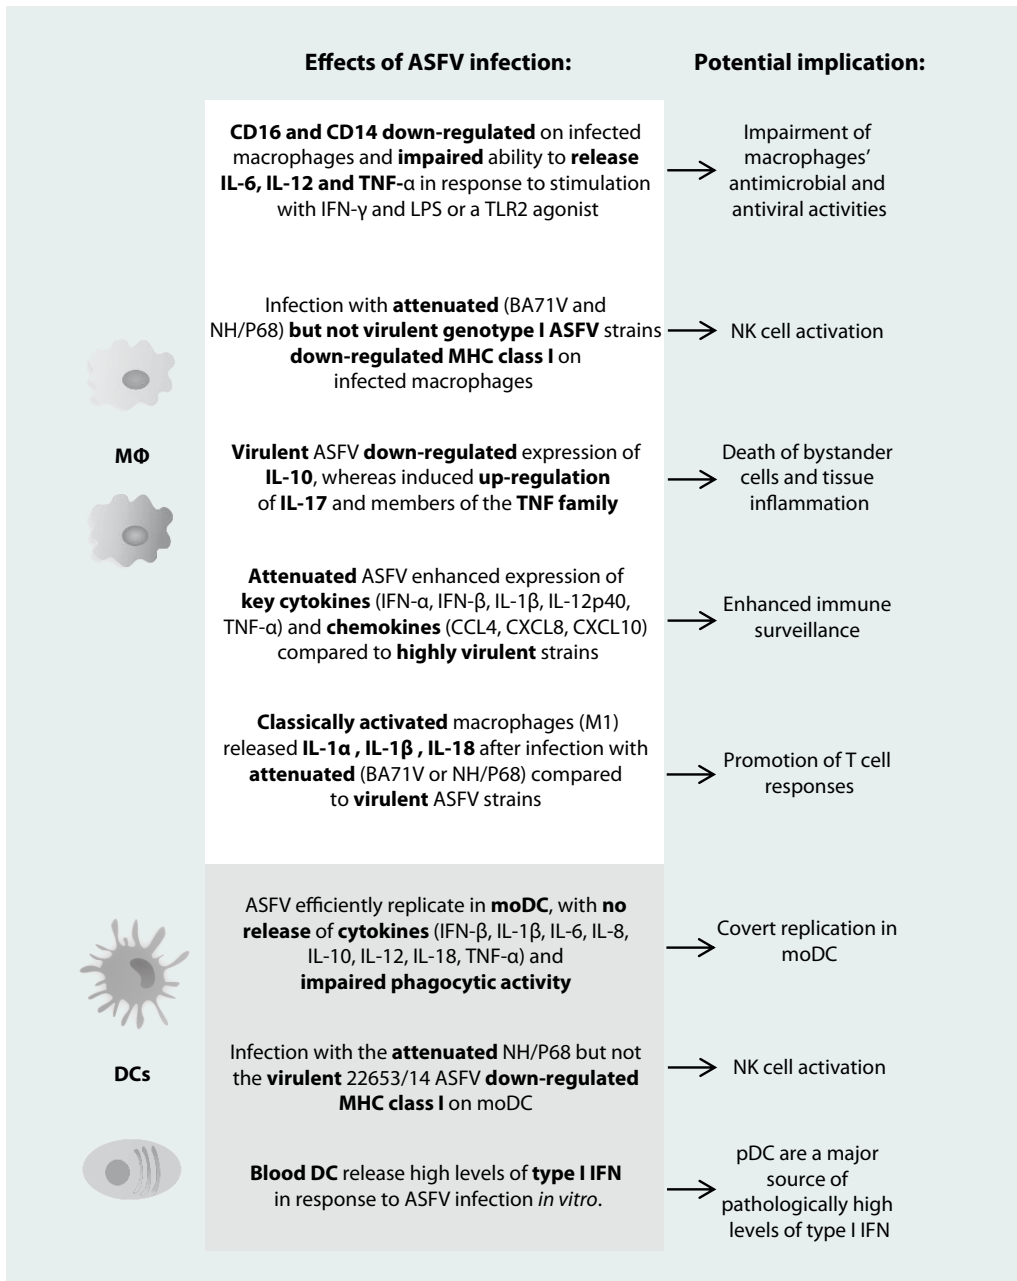 Effects of ASFV infection:
Potential implication:
CD16 and CD14 down-regulated on infected
macrophages and impaired ability to release
IL-6, IL-12 and TNF-α in response to stimulation
with IFN-γ and LPS or a TLR2 agonist
Impairment of
macrophages’
antimicrobial and
antiviral activities
Infection with attenuated (BA71V and
NH/P68) but not virulent genotype I ASFV strains
down-regulated MHC class I on
infected macrophages
NK cell activation
MΦ
Virulent ASFV down-regulated expression of
IL-10, whereas induced up-regulation
of IL-17 and members of the TNF family
Death of bystander
cells and tissue
inflammation
Attenuated ASFV enhanced expression of
key cytokines (IFN-α, IFN-β, IL-1β, IL-12p40,
TNF-α) and chemokines (CCL4, CXCL8, CXCL10)
compared to highly virulent strains
Enhanced immune
surveillance
Classically activated macrophages (M1)
released IL-1α , IL-1β , IL-18 after infection with
attenuated (BA71V or NH/P68) compared
to virulent ASFV strains
Promotion of T cell
responses
ASFV efficiently replicate in moDC, with no
release of cytokines (IFN-β, IL-1β, IL-6, IL-8,
IL-10, IL-12, IL-18, TNF-α) and
impaired phagocytic activity
Covert replication in
moDC
DCs
Infection with the attenuated NH/P68 but not
the virulent 22653/14 ASFV down-regulated
MHC class I on moDC
NK cell activation
Blood DC release high levels of type I IFN
in response to ASFV infection in vitro.
pDC are a major
source of
pathologically high
levels of type I IFN